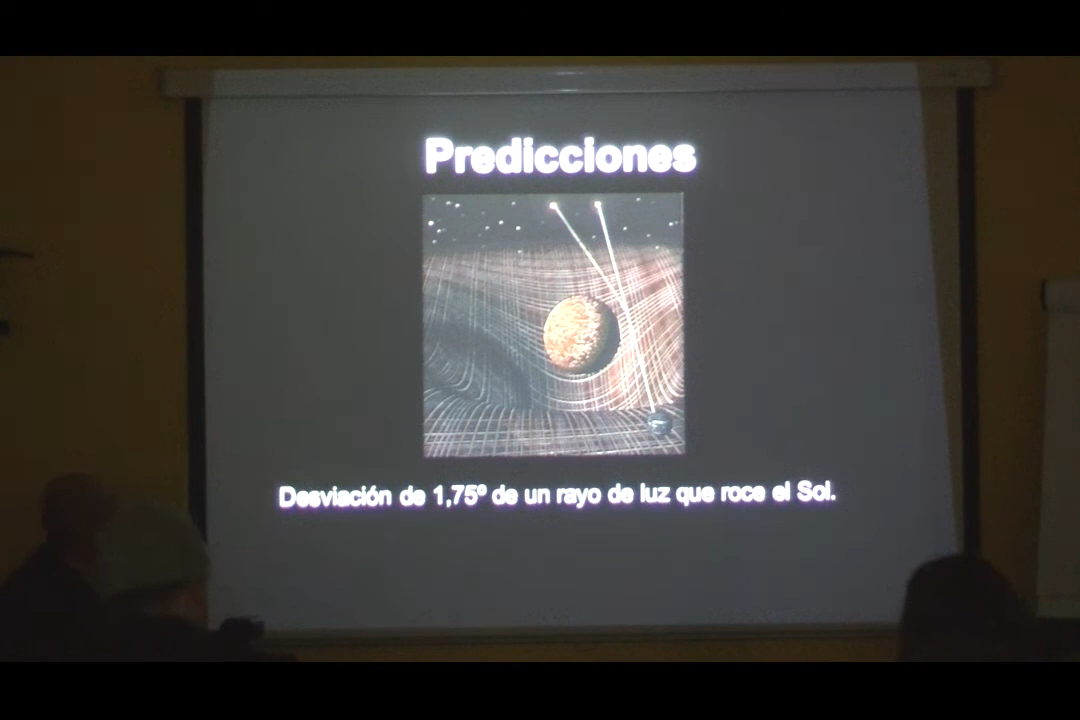 Predicciones
Desviación de 1,75º de un rayo de luz que roce el Sol.